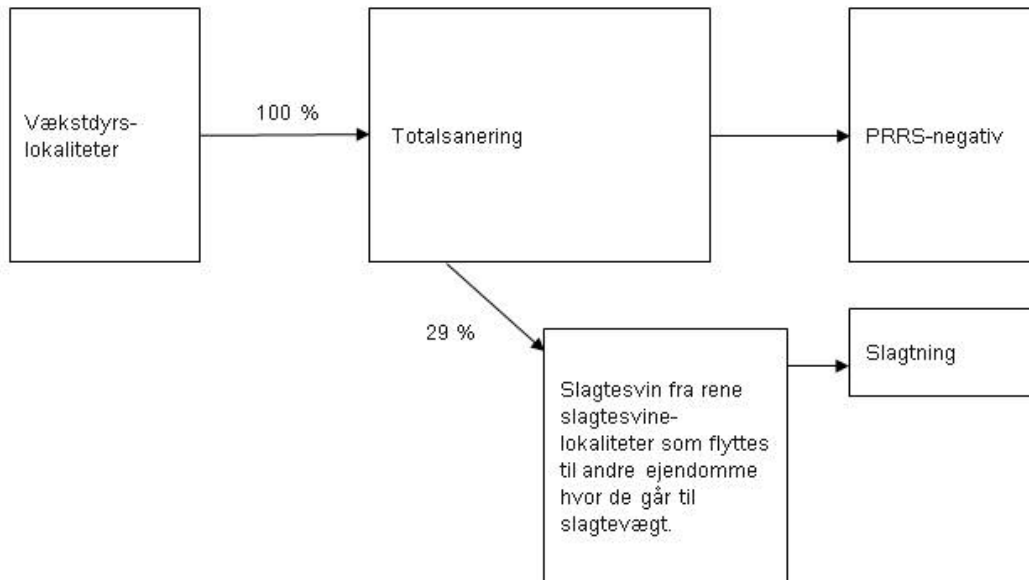 Vækstdyrs-
lokaliteter
100 %
Totalsanering
PRRS-negativ
29 %
Slagtesvin fra rene
slagtesvine-
lokaliteter som flyttes
til andre ejendomme
hvor de går til
slagtevægt.
Slagtning